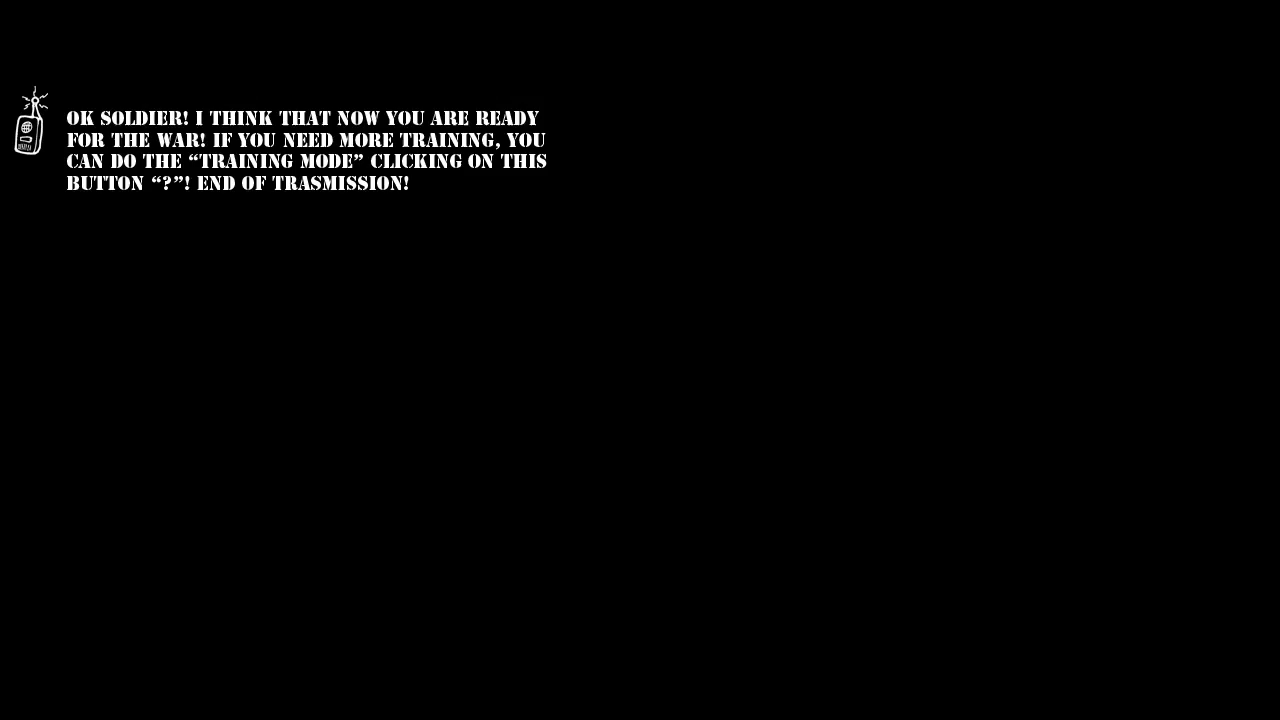 OK SOLDIER! I THINK THAT NOW YOU ARE READY
FOR THE WAR! IF YOU NEED MORE TRAINING, YOU
CAN DO THE “TRAINING MODE” CLICKING ON THIS
BUTTON “?”! END OF TRASMISSION!